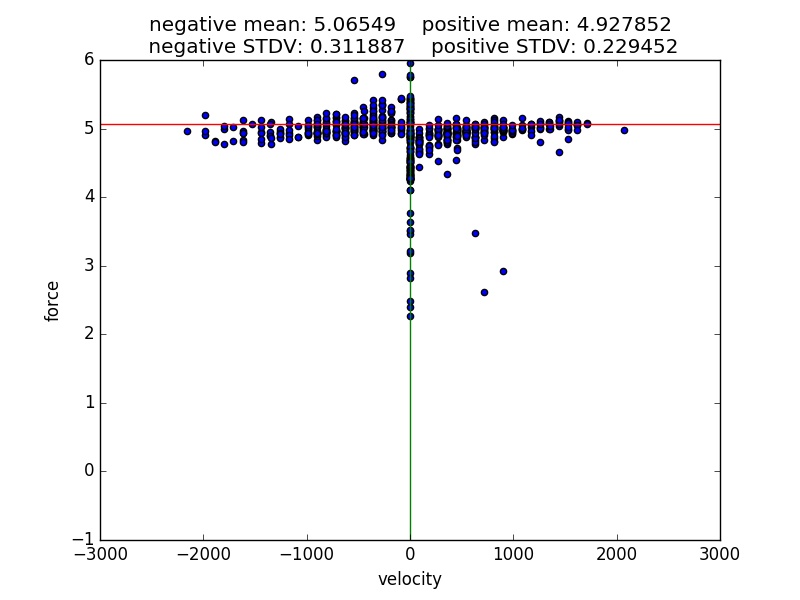 negative mean: 5.06549 positive mean: 4.927852
negative STDV: 0.311887 positive STDV: 0.229452
6
5
4
3
2
1
0
−1
force
−3000 −2000 −1000 0 1000 2000 3000
velocity